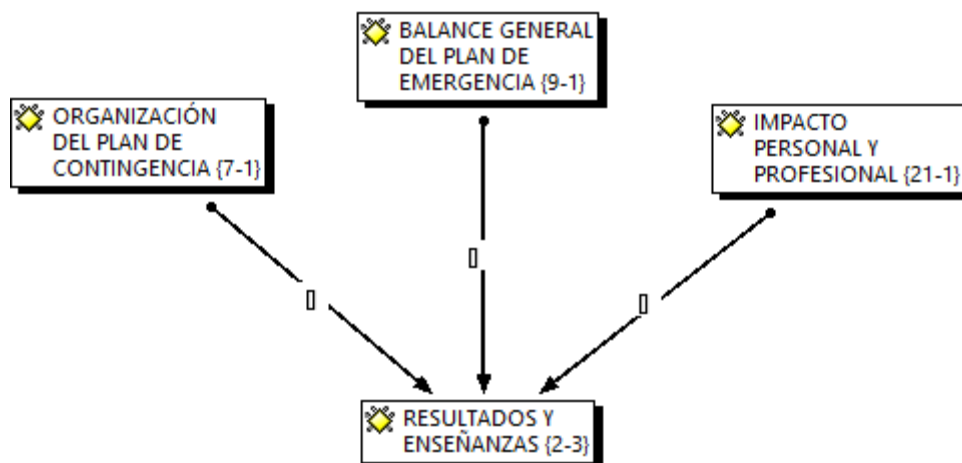 BALANCE GENERAL
DEL PLAN DE
EMERGENCIA {9-1}
ORGANIZACIÓN
DEL PLAN DE
CONTINGENCIA {7-1}
IMPACTO
PERSONAL Y
PROFESIONAL {21-1}
[]
[]
[]
RESULTADOS Y
ENSEÑANZAS {2-3}